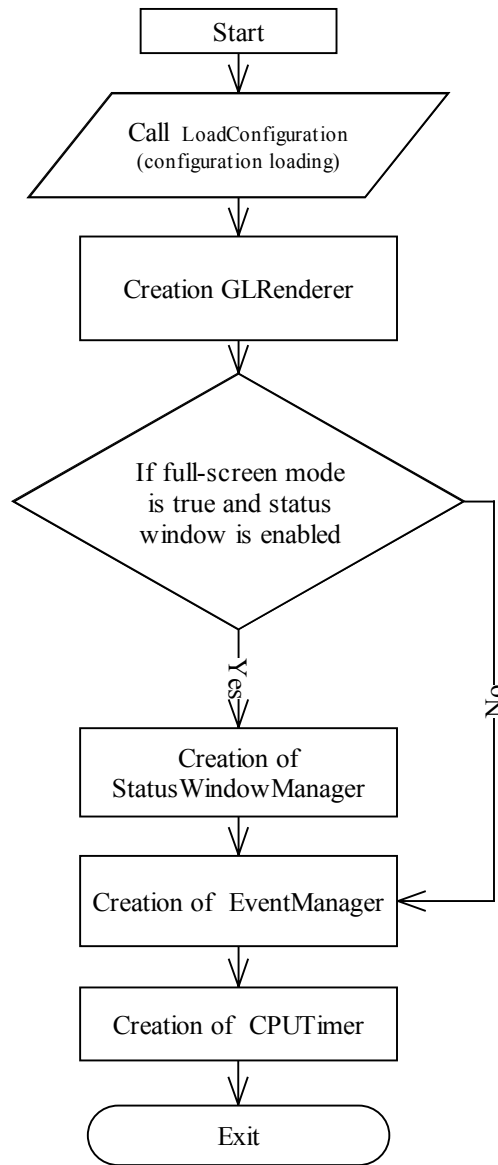 Start
Call LoadConfiguration
(configuration loading)
Creation GLRenderer
If full-screen mode
is true and status
window is enabled
Yes
No
Creation of
StatusWindowManager
Creation of EventManager
Creation of CPUTimer
Exit